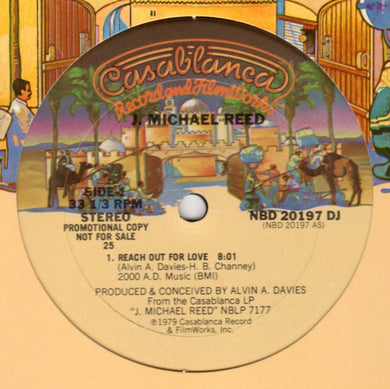 Casablanca
Record and FilmWorks
J. MICHAEL REED
SIDE 1
33 1/3 RPM
STEREO
PROMOTIONAL COPY
NOT FOR SALE
25
NBD 20197 DJ
(NBD 20197 AS)
1. REACH OUT FOR LOVE 8:01
(Alvin A. Davies-H. B. Channey)
2000 A.D. Music (BMI)
PRODUCED & CONCEIVED BY ALVIN A. DAVIES
From the Casablanca LP
"J. MICHAEL REED" NBLP 7177
℗1979 Casablanca Record
& FilmWorks, Inc.